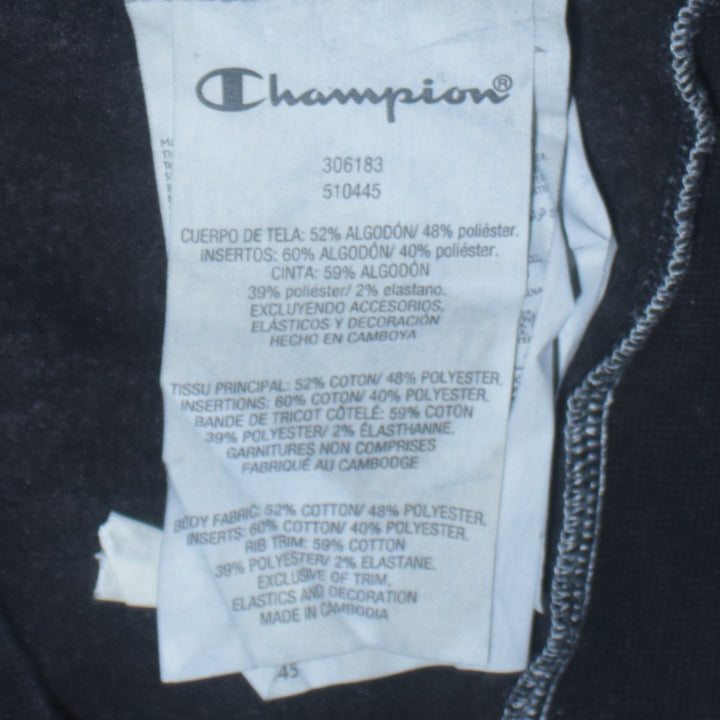 Champion®
306183
510445
CUERPO DE TELA: 52% ALGODÓN/ 48% poliéster.
INSERTOS: 60% ALGODÓN/ 40% poliéster.
CINTA: 59% ALGODÓN
39% poliéster/ 2% elastano.
EXCLUYENDO ACCESORIOS,
ELÁSTICOS Y DECORACIÓN
HECHO EN CAMBOYA
TISSU PRINCIPAL: 52% COTON/ 48% POLYESTER.
INSERTIONS: 60% COTON/ 40% POLYESTER.
BANDE DE TRICOT CÔTELÉ: 59% COTON
39% POLYESTER/ 2% ÉLASTHANNE.
GARNITURES NON COMPRISES
FABRIQUÉ AU CAMBODGE
BODY FABRIC: 52% COTTON/ 48% POLYESTER.
INSERTS: 60% COTTON/ 40% POLYESTER.
RIB TRIM: 59% COTTON
39% POLYESTER/ 2% ELASTANE.
EXCLUSIVE OF TRIM,
ELASTICS AND DECORATION
MADE IN CAMBODIA
45